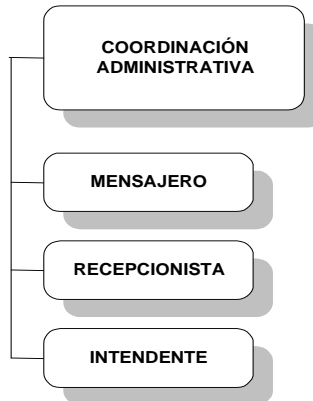 COORDINACIÓN
ADMINISTRATIVA
MENSAJERO
RECEPCIONISTA
INTENDENTE